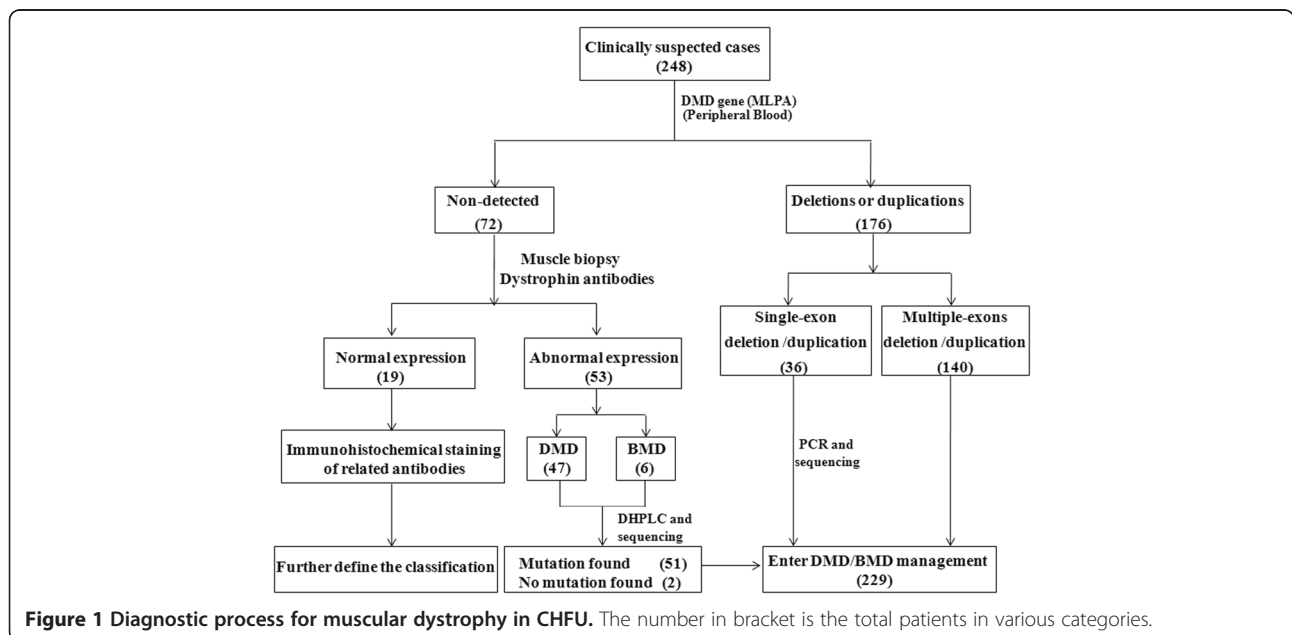 Clinically suspected cases
(248)
DMD gene (MLPA)
(Peripheral Blood)
Non-detected
(72)
Deletions or duplications
(176)
Muscle biopsy
Dystrophin antibodies
Single-exon
deletion /duplication
(36)
Multiple-exons
deletion /duplication
(140)
Normal expression
(19)
Abnormal expression
(53)
Immunohistochemical staining
of related antibodies
DMD
(47)
BMD
(6)
PCR and
sequencing
DHPLC and
sequencing
Further define the classification
Mutation found (51)
No mutation found (2)
Enter DMD/BMD management
(229)
Figure 1 Diagnostic process for muscular dystrophy in CHFU. The number in bracket is the total patients in various categories.